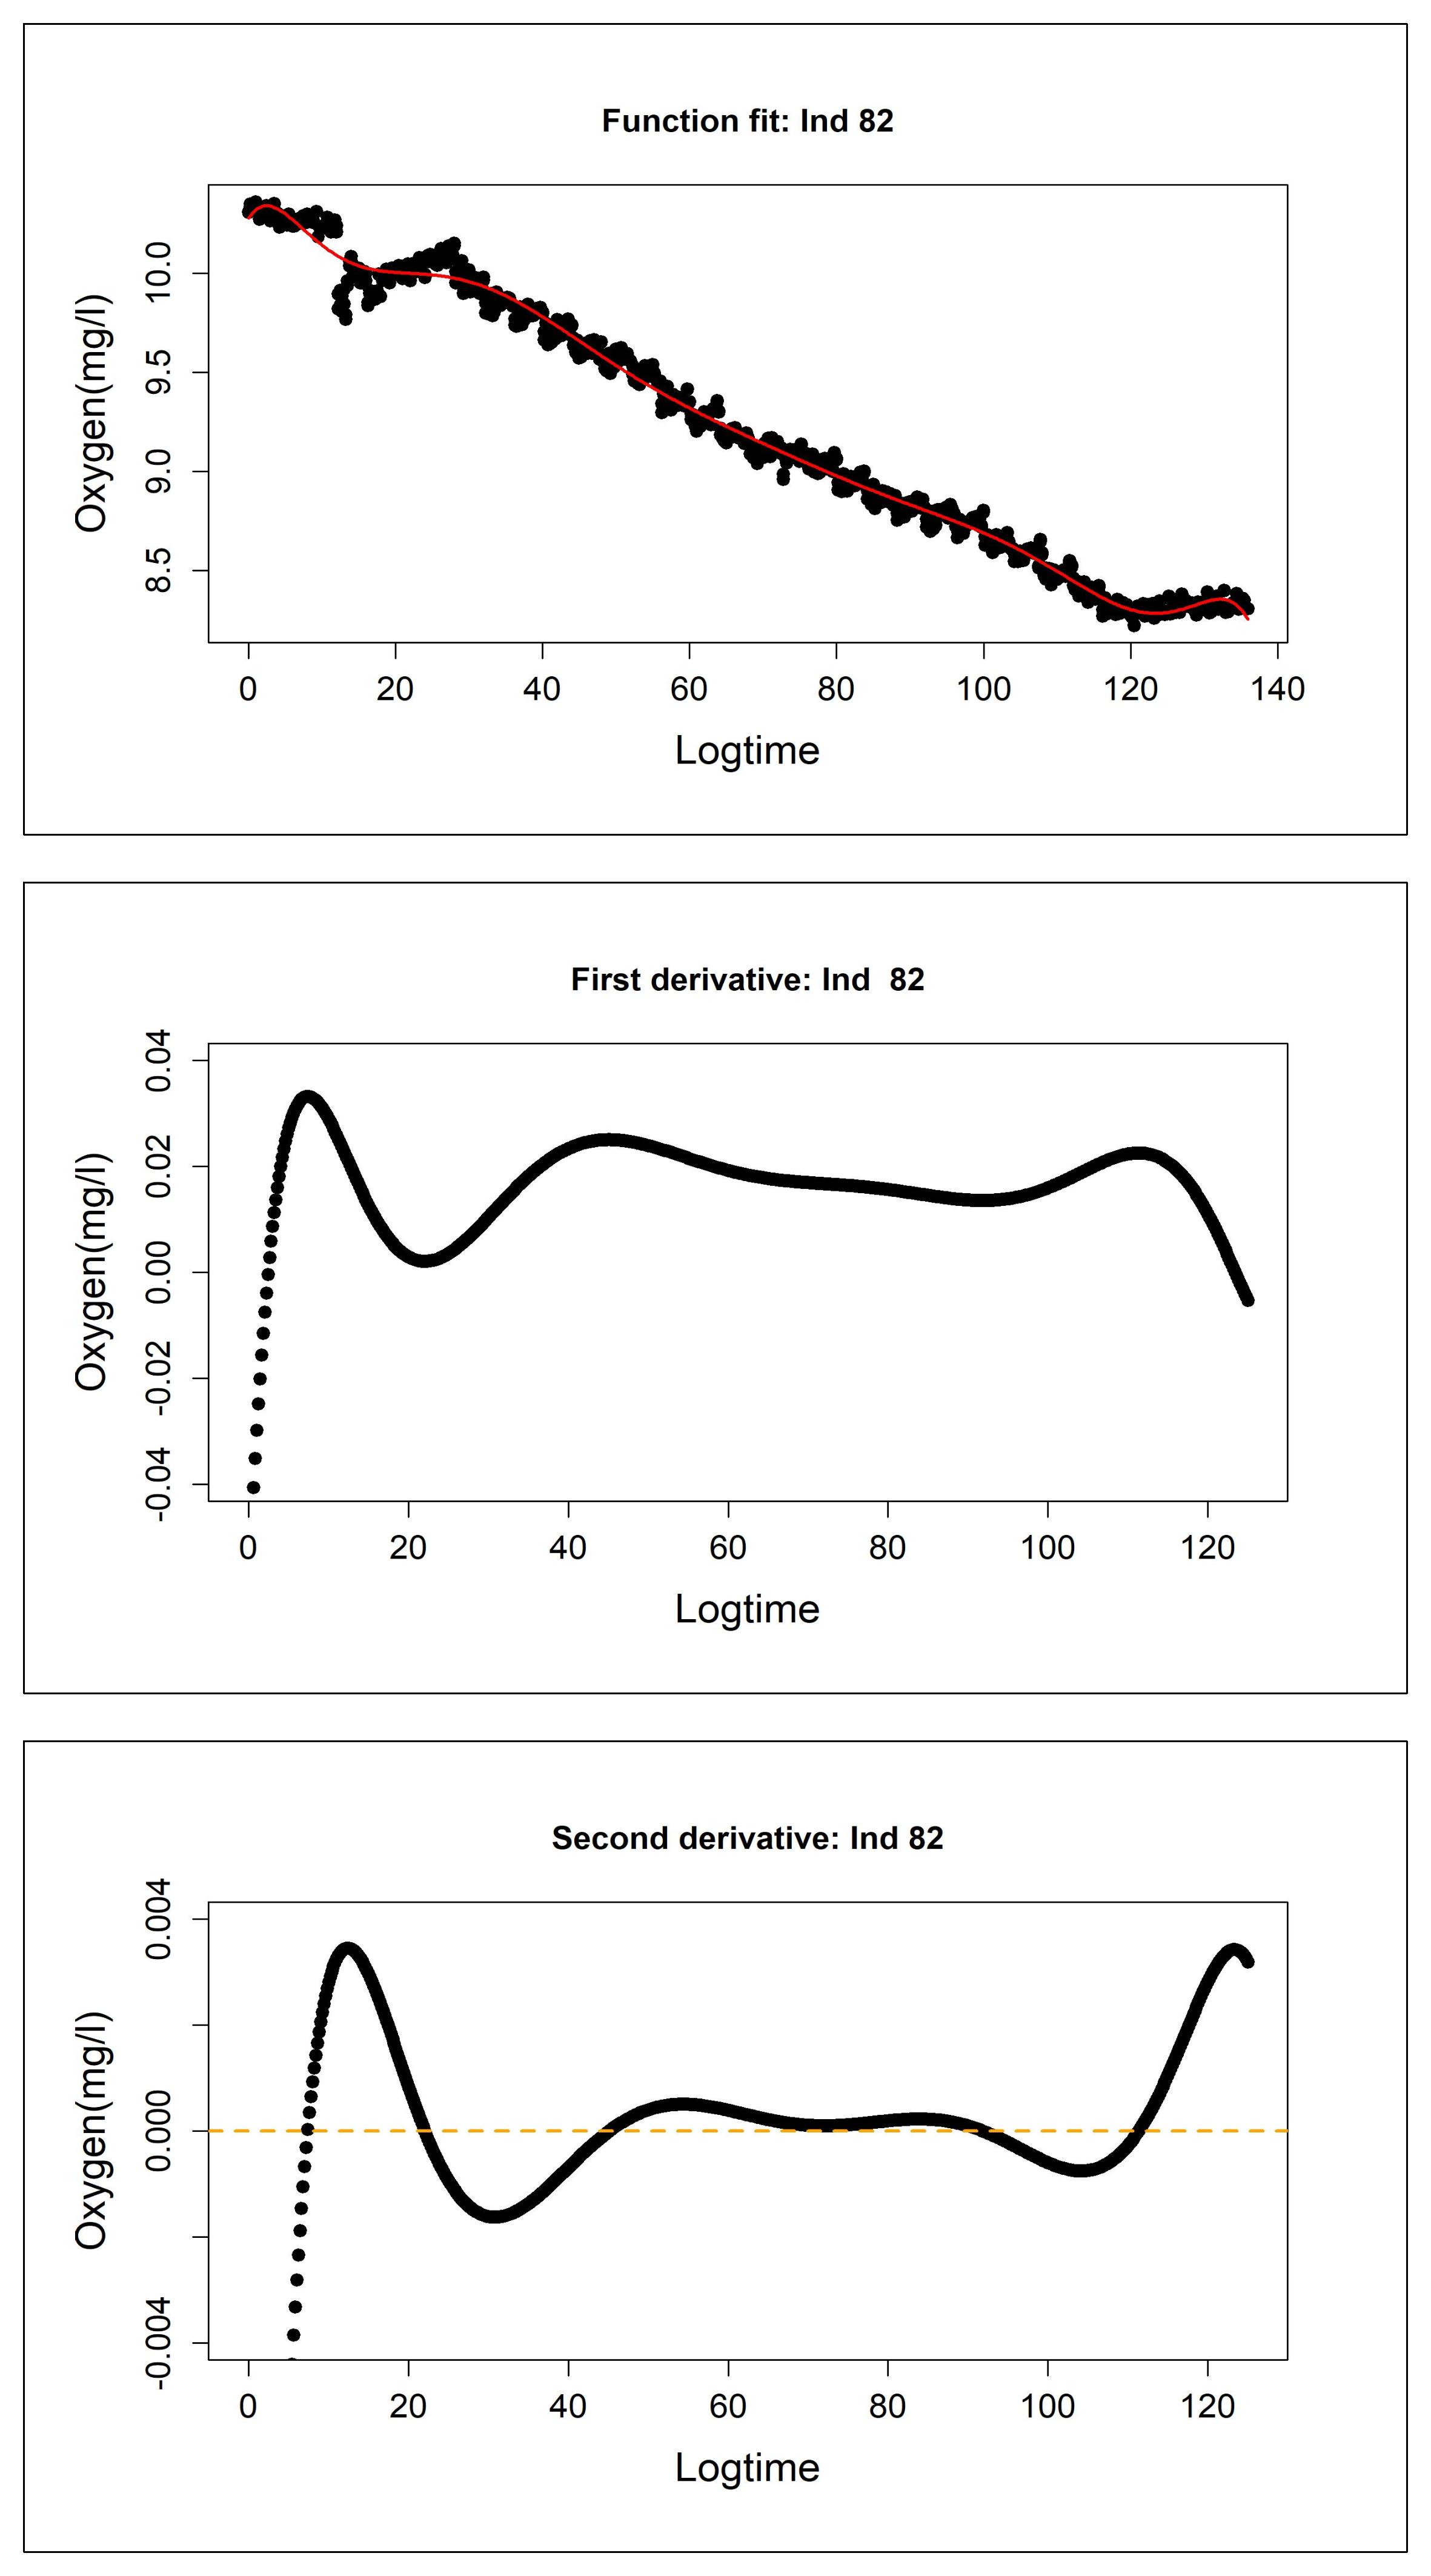 Function fit: Ind 82
Oxygen(mg/l)
10.0
9.5
9.0
8.5
0 20 40 60 80 100 120 140
Logtime
First derivative: Ind  82
Oxygen(mg/l)
0.04
0.02
0.00
-0.02
-0.04
0 20 40 60 80 100 120
Logtime
Second derivative: Ind 82
Oxygen(mg/l)
0.004
0.000
-0.004
0 20 40 60 80 100 120
Logtime